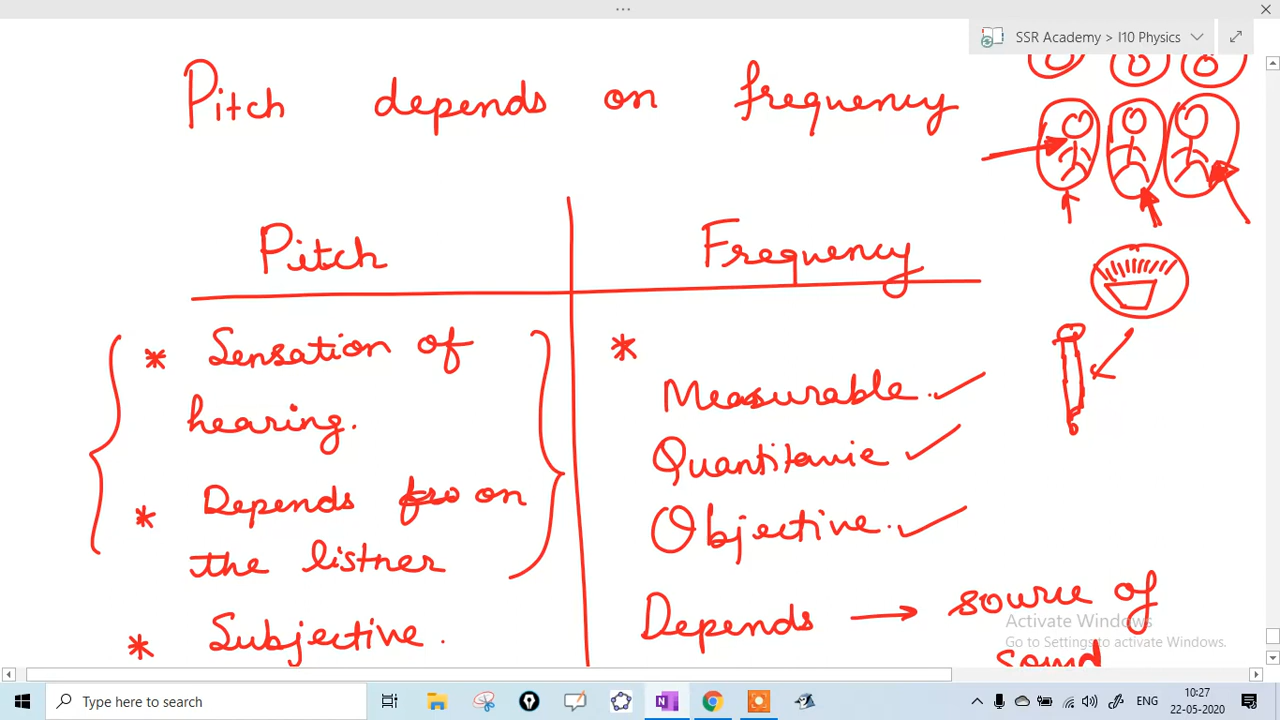 SSR Academy > I10 Physics
Pitch depends on frequency
Pitch
Frequency
* Sensation of
hearing.
* Depends fro on
the listner
* Subjective.
*
Measurable.
Quantitavie
Objective.
Depends → source of
sound
Activate Windows
Go to Settings to activate Windows.
Type here to search
ENG
10:27
22-05-2020